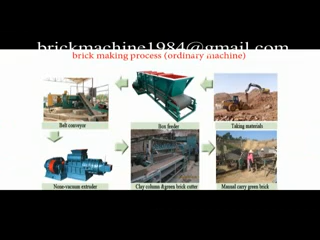 brickmachine1984@gmail.com
brick making process (ordinary machine)
Belt conveyor
Box feeder
Taking materials
None-vacuum extruder
Clay column &green brick cutter
Manual carry green brick